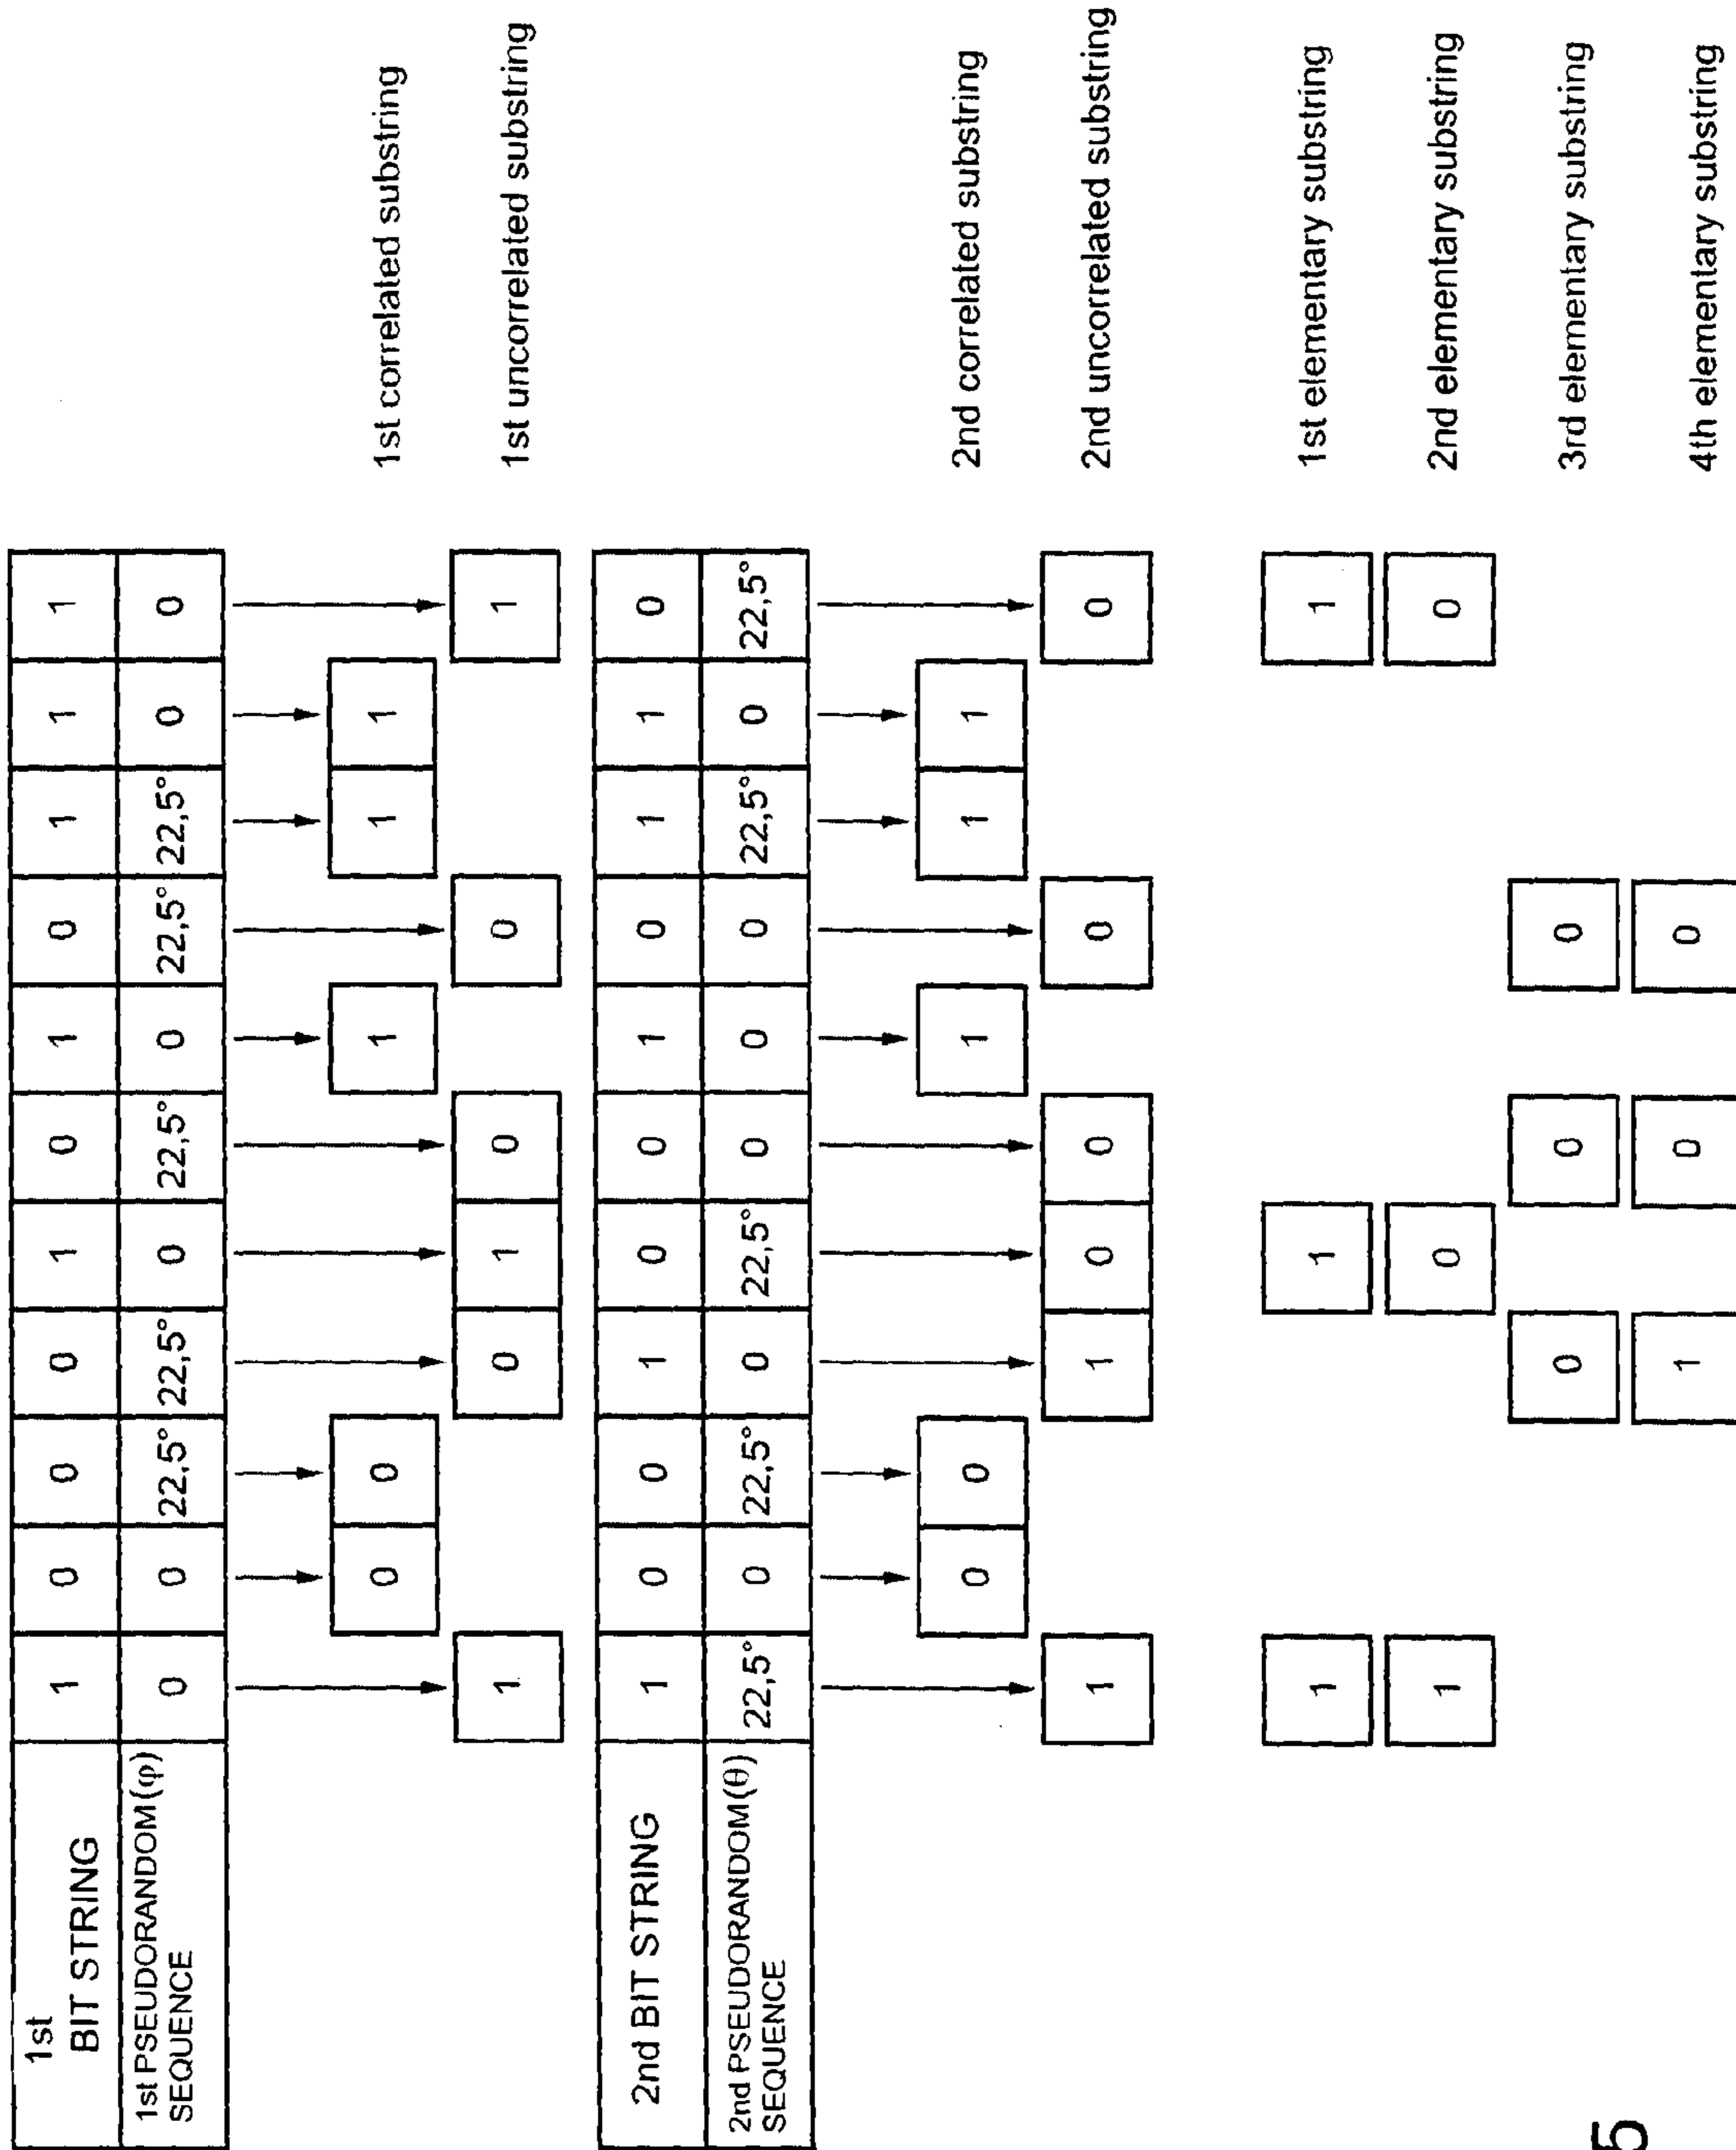 1st
BIT STRING 1 0 0 0 1 0 1 0 1 1 1
1st PSEUDORANDOM(φ)
SEQUENCE 0 0 22,5° 22,5° 0 22,5° 0 22,5° 22,5° 0 0
0 0 1 1 1 1st correlated substring
1 0 1 0 0 1 1st uncorrelated substring
2nd BIT STRING 1 0 0 1 0 0 1 0 1 1 0
2nd PSEUDORANDOM(θ)
SEQUENCE 22,5° 0 22,5° 0 22,5° 0 0 0 22,5° 0 22,5°
0 0 1 1 1 2nd correlated substring
1 1 0 0 0 0 2nd uncorrelated substring
1 1 1 1st elementary substring
1 0 0 2nd elementary substring
0 0 0 3rd elementary substring
1 0 0 4th elementary substring
5